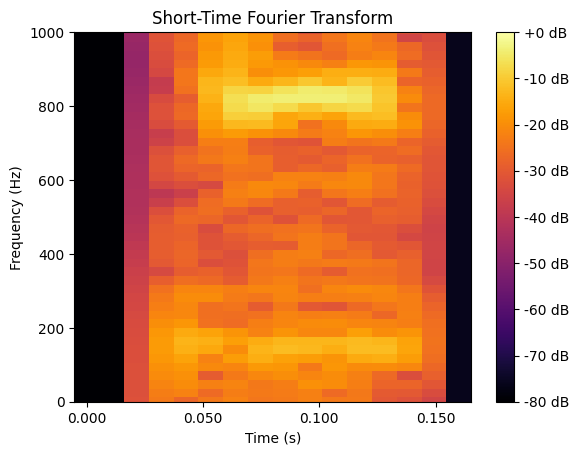 Short-Time Fourier Transform
Frequency (Hz)
1000
800
600
400
200
0
0.000
0.050
0.100
0.150
Time (s)
+0 dB
-10 dB
-20 dB
-30 dB
-40 dB
-50 dB
-60 dB
-70 dB
-80 dB